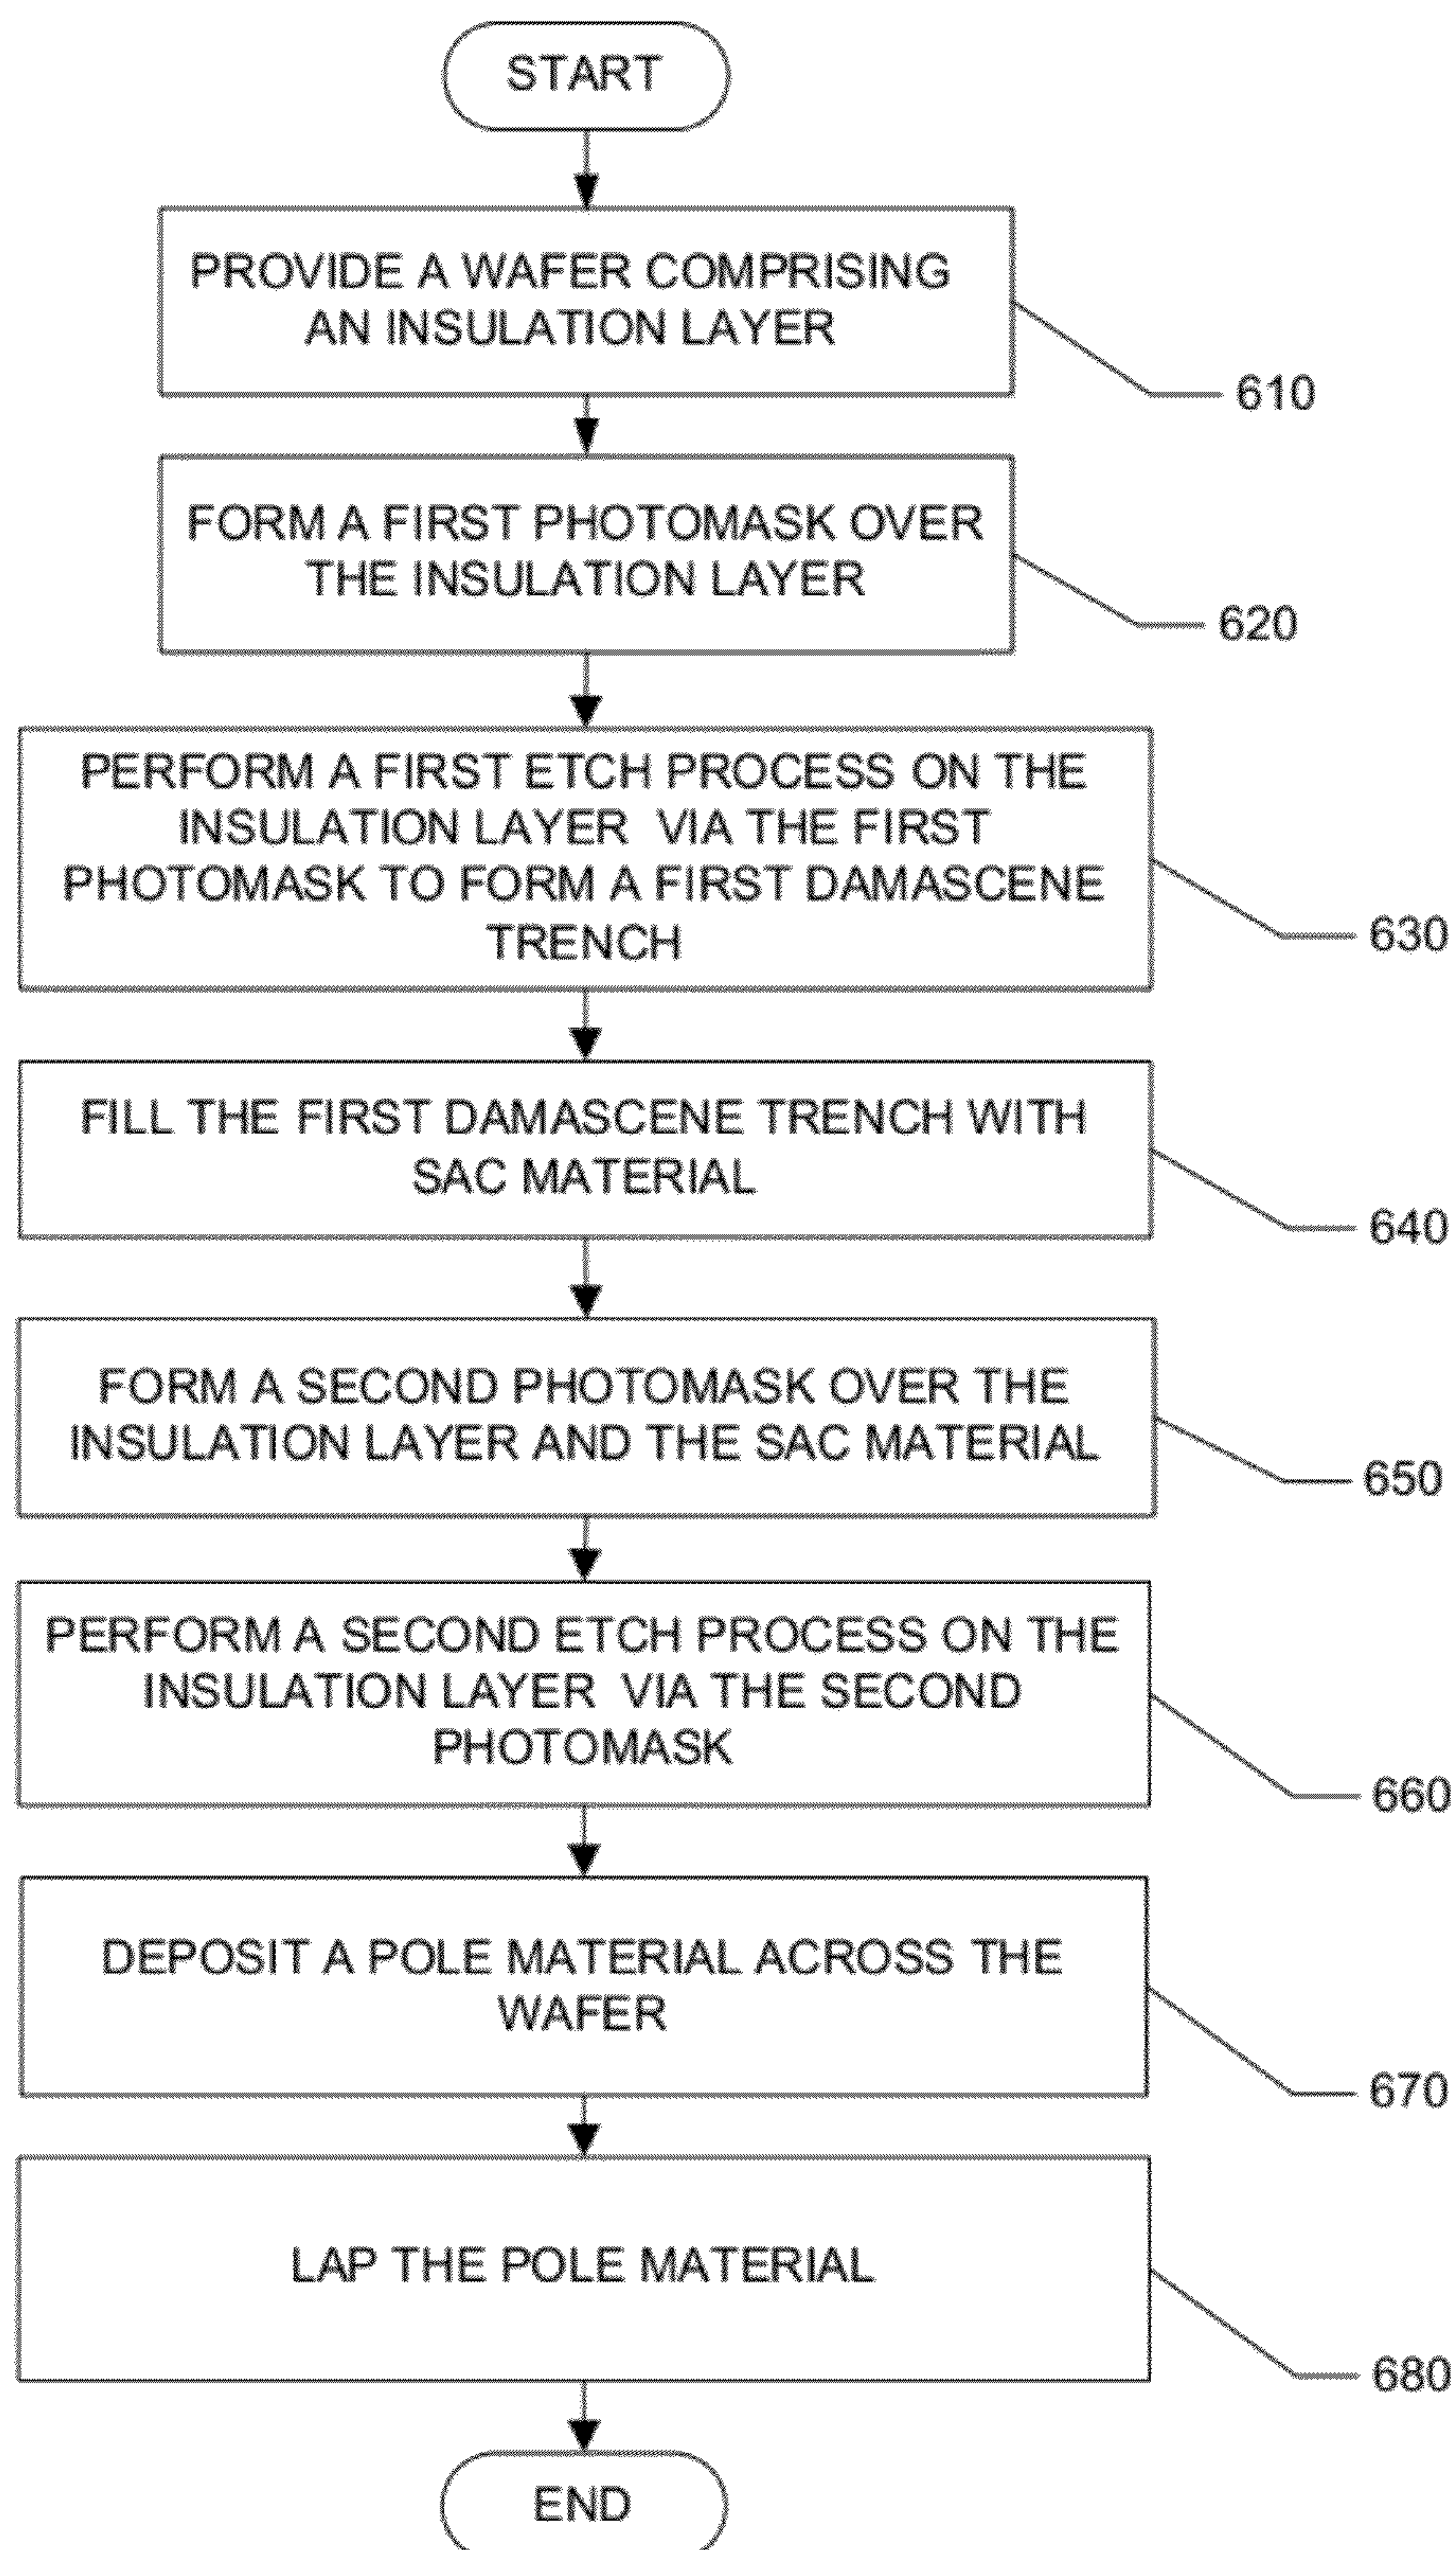 START
PROVIDE A WAFER COMPRISING
AN INSULATION LAYER
610
FORM A FIRST PHOTOMASK OVER
THE INSULATION LAYER
620
PERFORM A FIRST ETCH PROCESS ON THE
INSULATION LAYER VIA THE FIRST
PHOTOMASK TO FORM A FIRST DAMASCENE
TRENCH
630
FILL THE FIRST DAMASCENE TRENCH WITH
SAC MATERIAL
640
FORM A SECOND PHOTOMASK OVER THE
INSULATION LAYER AND THE SAC MATERIAL
650
PERFORM A SECOND ETCH PROCESS ON THE
INSULATION LAYER VIA THE SECOND
PHOTOMASK
660
DEPOSIT A POLE MATERIAL ACROSS THE
WAFER
670
LAP THE POLE MATERIAL
680
END